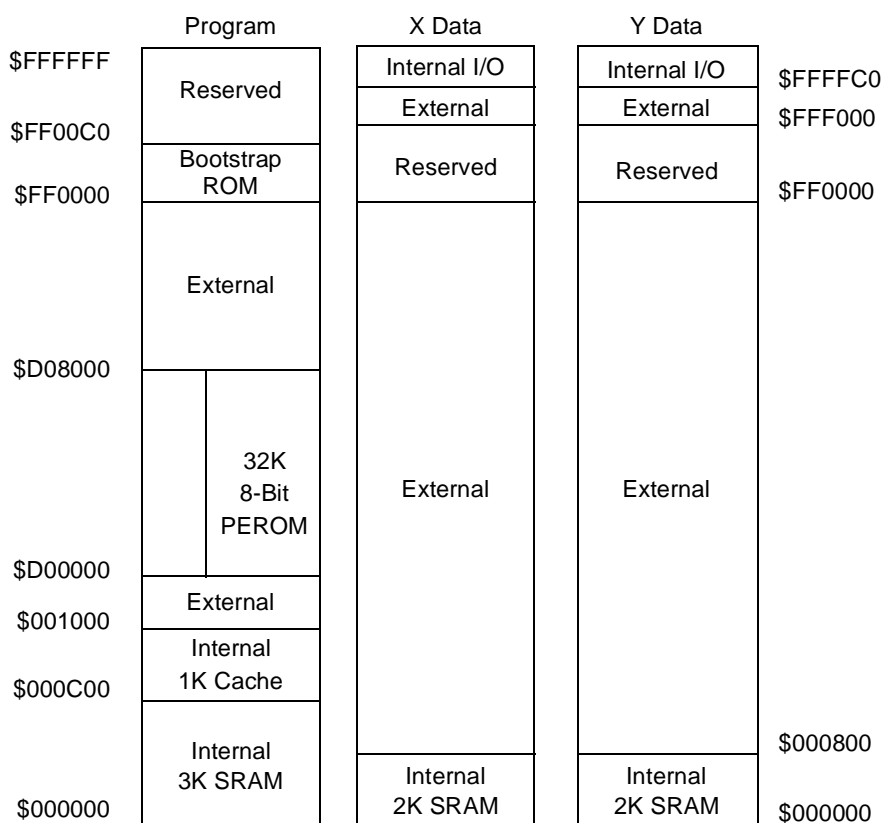 Program
X Data
Y Data
$FFFFFF
Reserved
$FF00C0
Bootstrap
ROM
$FF0000
External
$D08000
32K
8-Bit
PEROM
$D00000
External
$001000
Internal
1K Cache
$000C00
Internal
3K SRAM
$000000
Internal I/O
External
Reserved
External
Internal
2K SRAM
Internal I/O
External
Reserved
External
Internal
2K SRAM
$FFFFC0
$FFF000
$FF0000
$000800
$000000